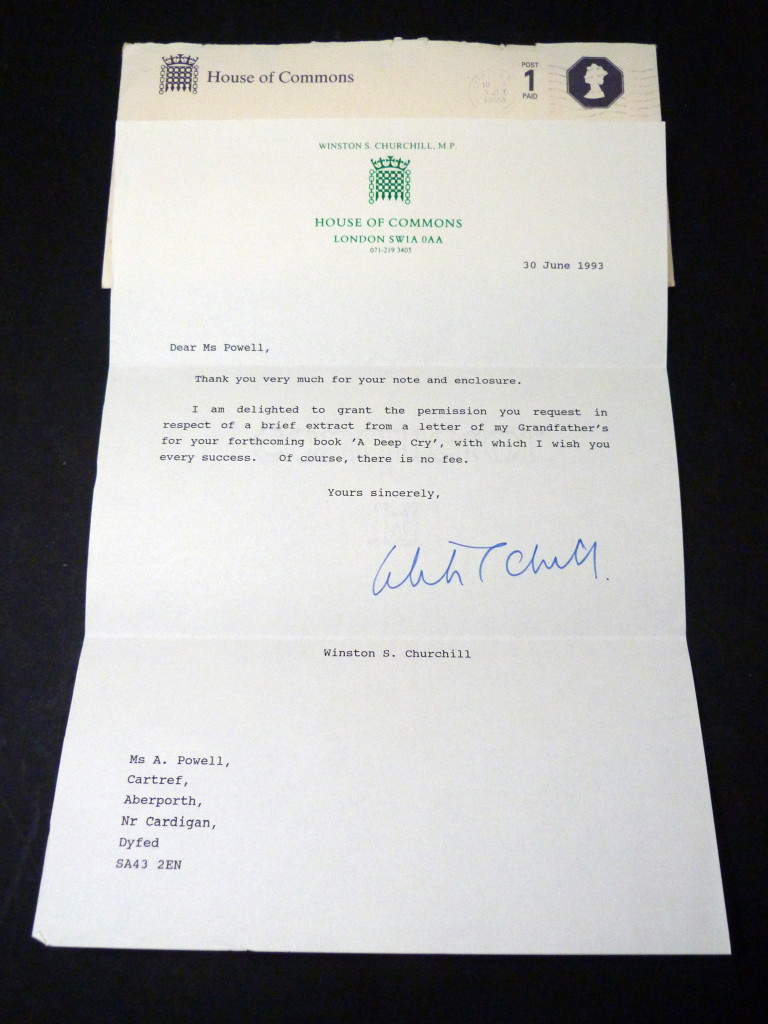 House of Commons
POST
1
PAID
WINSTON S. CHURCHILL, M.P.
HOUSE OF COMMONS
LONDON SW1A 0AA
071-219 3405
30 June 1993
Dear Ms Powell,
Thank you very much for your note and enclosure.
I am delighted to grant the permission you request in
respect of a brief extract from a letter of my Grandfather's
for your forthcoming book 'A Deep Cry', with which I wish you
every success. Of course, there is no fee.
Yours sincerely,
Winston S. Churchill
Ms A. Powell,
Cartref,
Aberporth,
Nr Cardigan,
Dyfed
SA43 2EN